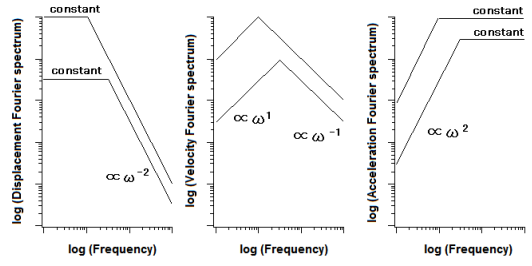 log (Displacement Fourier spectrum)
constant
constant
∝ ω⁻²
log (Frequency)
log (Velocity Fourier spectrum)
∝ ω¹
∝ ω⁻¹
log (Frequency)
log (Acceleration Fourier spectrum)
constant
constant
∝ ω²
log (Frequency)